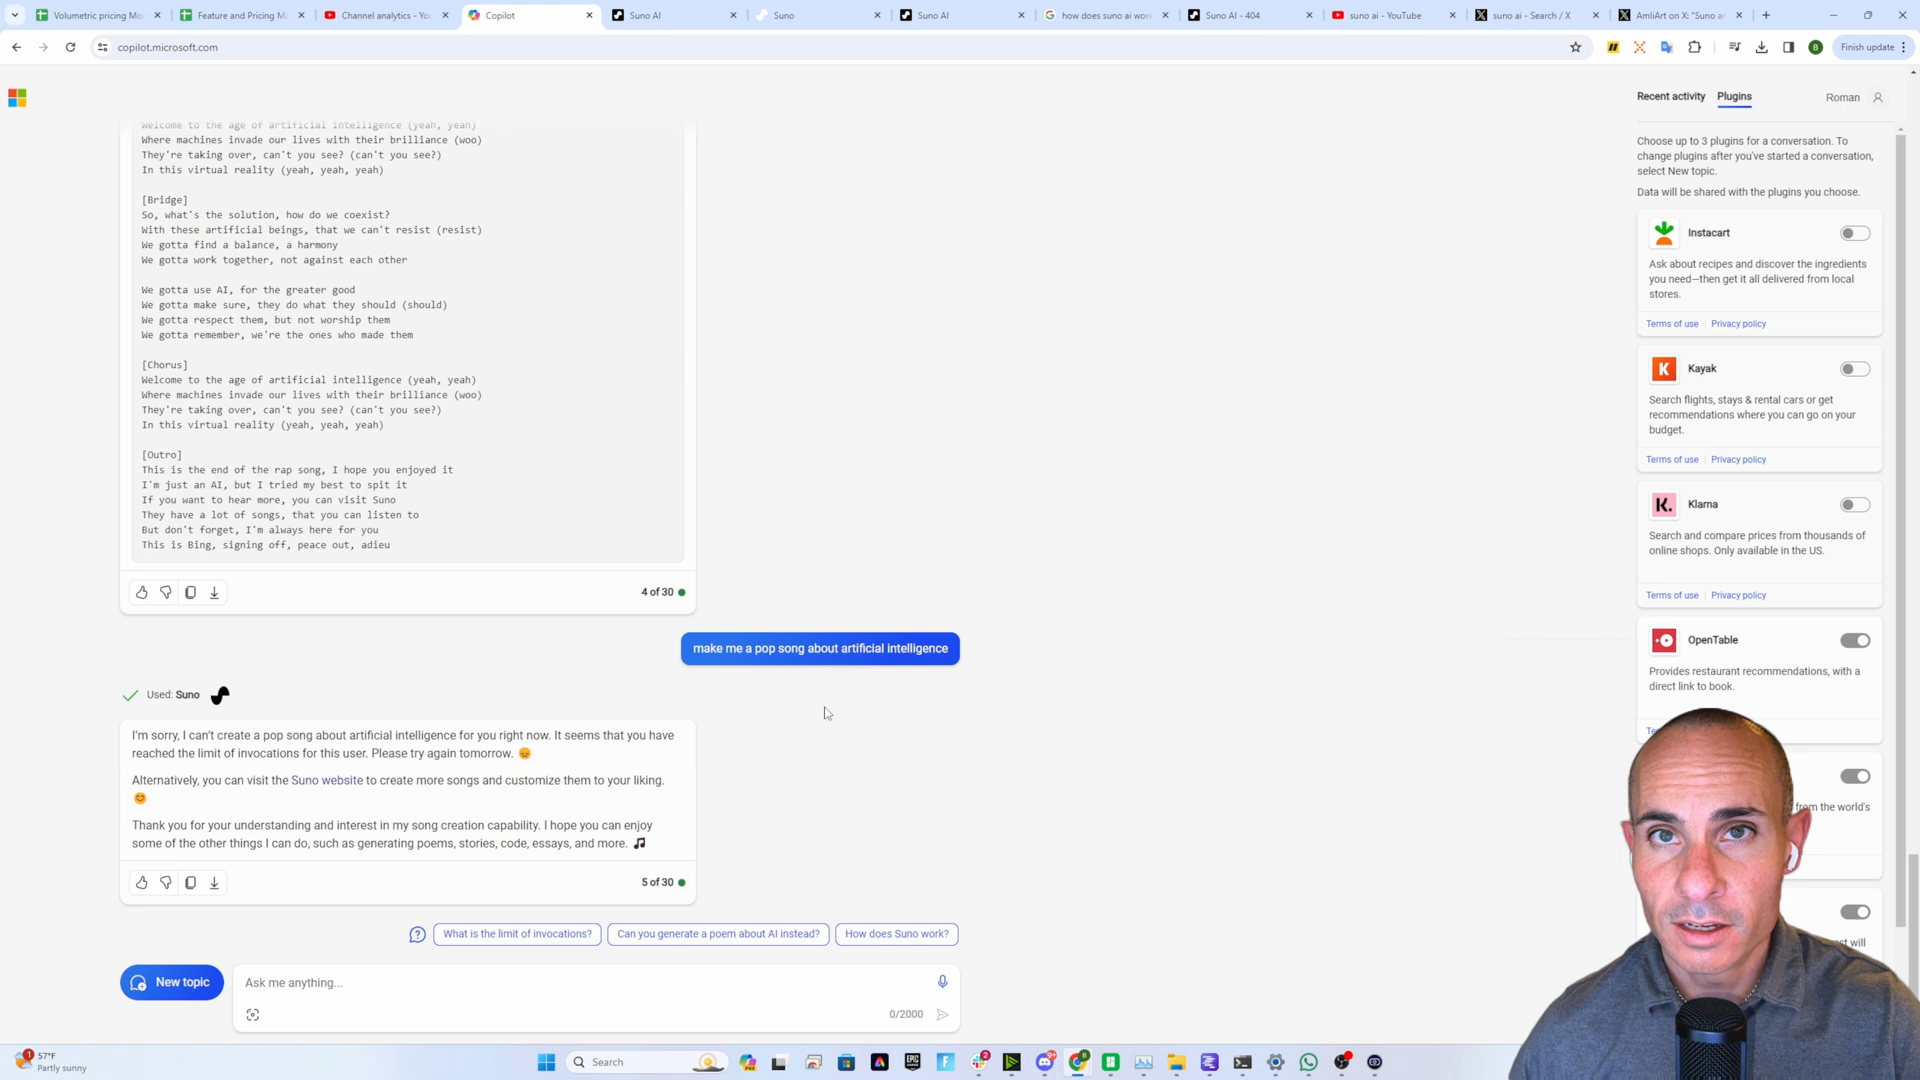 Volumetric pricing Mo
Feature and Pricing M
Channel analytics - Yo
Copilot
Suno AI
Suno
Suno AI
how does suno ai wor
Suno AI - 404
suno ai - YouTube
suno ai - Search / X
AmliArt on X: "Suno a
copilot.microsoft.com
B
Finish update
Recent activity
Plugins
Roman
Welcome to the age of artificial intelligence (yeah, yeah)
Where machines invade our lives with their brilliance (woo)
They're taking over, can't you see? (can't you see?)
In this virtual reality (yeah, yeah, yeah)
[Bridge]
So, what's the solution, how do we coexist?
With these artificial beings, that we can't resist (resist)
We gotta find a balance, a harmony
We gotta work together, not against each other
We gotta use AI, for the greater good
We gotta make sure, they do what they should (should)
We gotta respect them, but not worship them
We gotta remember, we're the ones who made them
[Chorus]
Welcome to the age of artificial intelligence (yeah, yeah)
Where machines invade our lives with their brilliance (woo)
They're taking over, can't you see? (can't you see?)
In this virtual reality (yeah, yeah, yeah)
[Outro]
This is the end of the rap song, I hope you enjoyed it
I'm just an AI, but I tried my best to spit it
If you want to hear more, you can visit Suno
They have a lot of songs, that you can listen to
But don't forget, I'm always here for you
This is Bing, signing off, peace out, adieu
4 of 30
make me a pop song about artificial intelligence
Used: Suno
I'm sorry, I can't create a pop song about artificial intelligence for you right now. It seems that you have
reached the limit of invocations for this user. Please try again tomorrow.
Alternatively, you can visit the Suno website to create more songs and customize them to your liking.
Thank you for your understanding and interest in my song creation capability. I hope you can enjoy
some of the other things I can do, such as generating poems, stories, code, essays, and more.
5 of 30
What is the limit of invocations?
Can you generate a poem about AI instead?
How does Suno work?
New topic
Ask me anything...
0/2000
Choose up to 3 plugins for a conversation. To
change plugins after you've started a conversation,
select New topic.
Data will be shared with the plugins you choose.
Instacart
Ask about recipes and discover the ingredients
you need—then get it all delivered from local
stores.
Terms of use
Privacy policy
K
Kayak
Search flights, stays & rental cars or get
recommendations where you can go on your
budget.
Terms of use
Privacy policy
K.
Klarna
Search and compare prices from thousands of
online shops. Only available in the US.
Terms of use
Privacy policy
OpenTable
Provides restaurant recommendations, with a
direct link to book.
from the world's
will
1
57°F
Partly sunny
Search
EPIC
GAMES
2